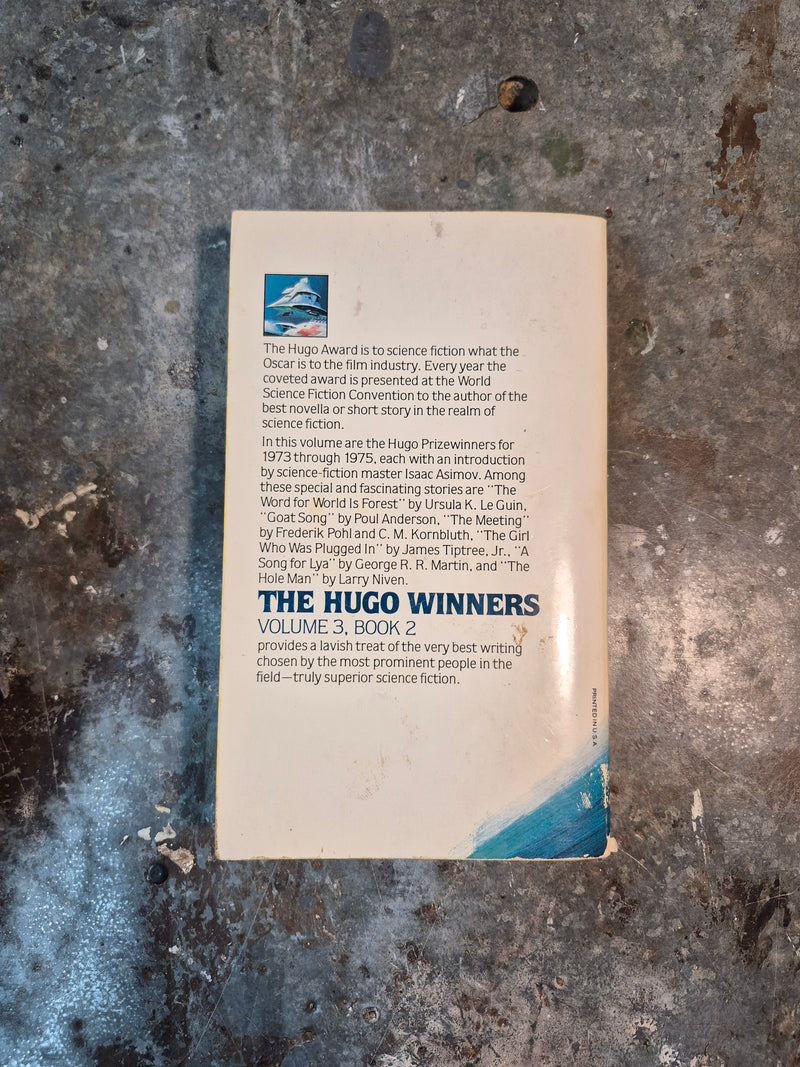 The Hugo Award is to science fiction what the
Oscar is to the film industry. Every year the
coveted award is presented at the World
Science Fiction Convention to the author of the
best novella or short story in the realm of
science fiction.
In this volume are the Hugo Prizewinners for
1973 through 1975, each with an introduction
by science-fiction master Isaac Asimov. Among
these special and fascinating stories are "The
Word for World Is Forest" by Ursula K. Le Guin,
"Goat Song" by Poul Anderson, "The Meeting"
by Frederik Pohl and C. M. Kornbluth, "The Girl
Who Was Plugged In" by James Tiptree, Jr., "A
Song for Lya" by George R. R. Martin, and "The
Hole Man" by Larry Niven.
THE HUGO WINNERS
VOLUME 3, BOOK 2
provides a lavish treat of the very best writing
chosen by the most prominent people in the
field—truly superior science fiction.
PRINTED IN U.S.A